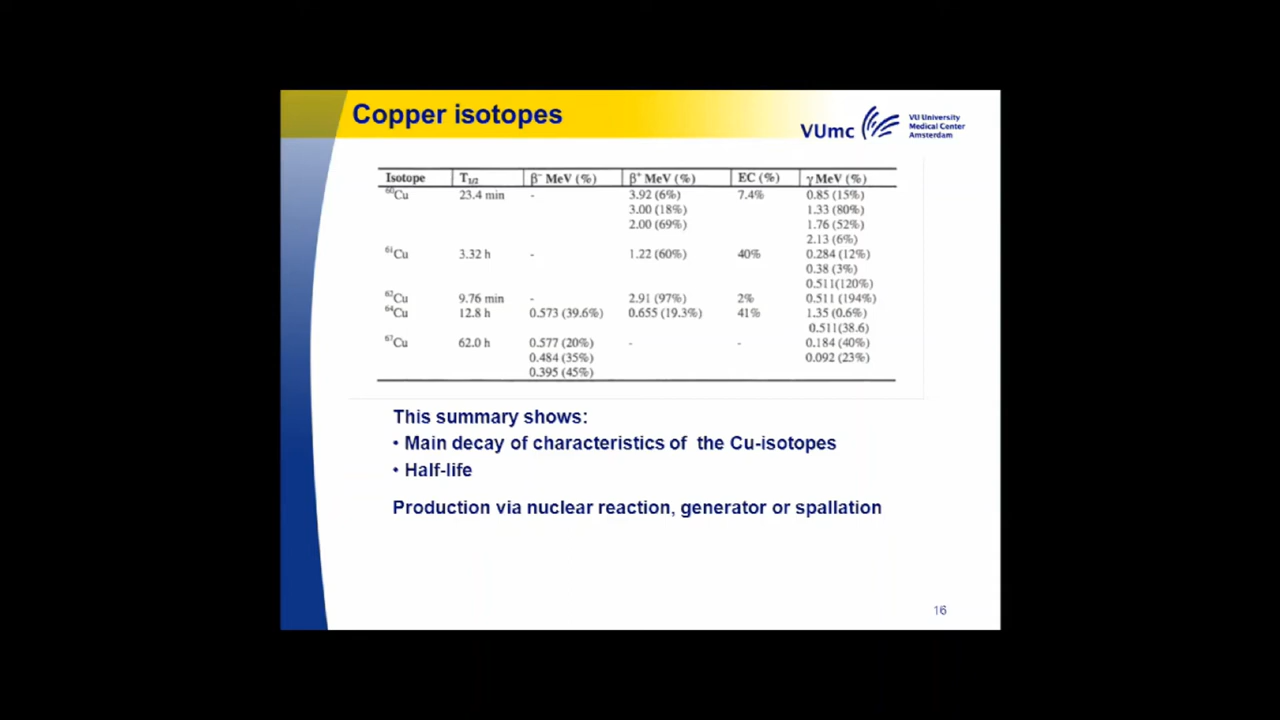 Copper isotopes
VUmc
VU University
Medical Center
Amsterdam
Isotope T1/2 β⁻ MeV (%) β⁺ MeV (%) EC (%) γ MeV (%)
⁶⁰Cu 23.4 min - 3.92 (6%) 7.4% 0.85 (15%)
3.00 (18%) 1.33 (80%)
2.00 (69%) 1.76 (52%)
2.13 (6%)
⁶¹Cu 3.32 h - 1.22 (60%) 40% 0.284 (12%)
0.38 (3%)
0.511(120%)
⁶²Cu 9.76 min - 2.91 (97%) 2% 0.511 (194%)
⁶⁴Cu 12.8 h 0.573 (39.6%) 0.655 (19.3%) 41% 1.35 (0.6%)
0.511(38.6)
⁶⁷Cu 62.0 h 0.577 (20%) - - 0.184 (40%)
0.484 (35%) 0.092 (23%)
0.395 (45%)
This summary shows:
• Main decay of characteristics of the Cu-isotopes
• Half-life
Production via nuclear reaction, generator or spallation
16